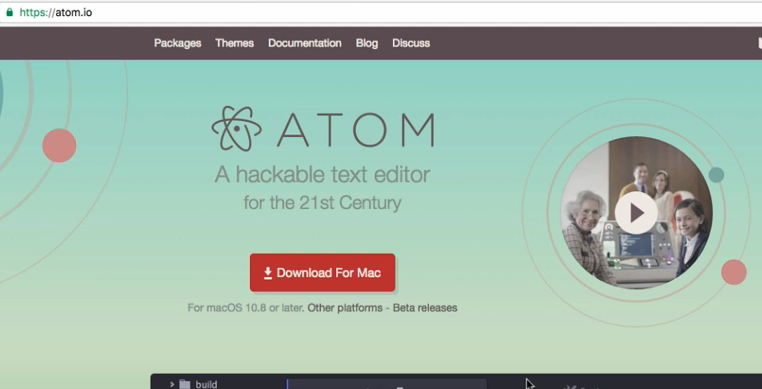 https://atom.io
Packages Themes Documentation Blog Discuss
ATOM
A hackable text editor
for the 21st Century
Download For Mac
For macOS 10.8 or later. Other platforms - Beta releases
build